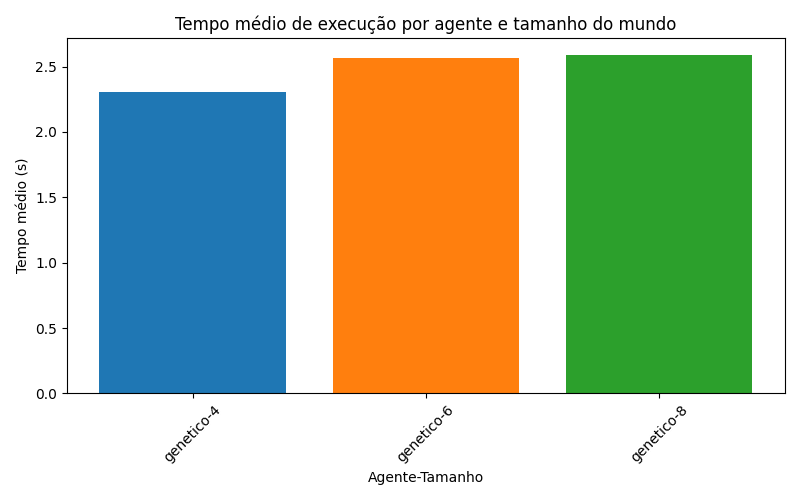 Tempo médio de execução por agente e tamanho do mundo
Tempo médio (s)
2.5
2.0
1.5
1.0
0.5
0.0
genetico-4
genetico-6
genetico-8
Agente-Tamanho